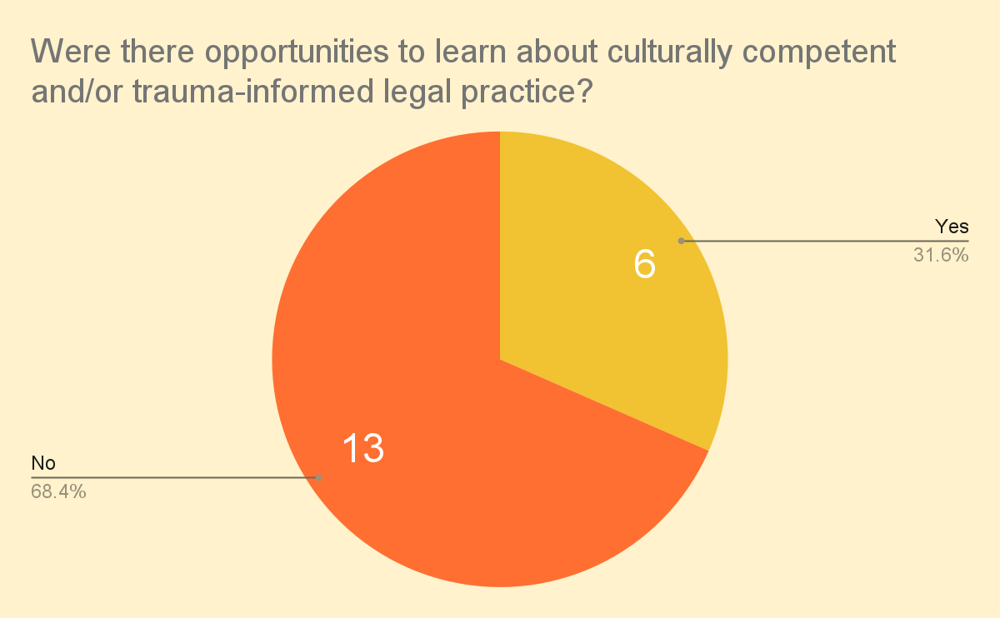 Were there opportunities to learn about culturally competent
and/or trauma-informed legal practice?
Yes
31.6%
6
13
No
68.4%